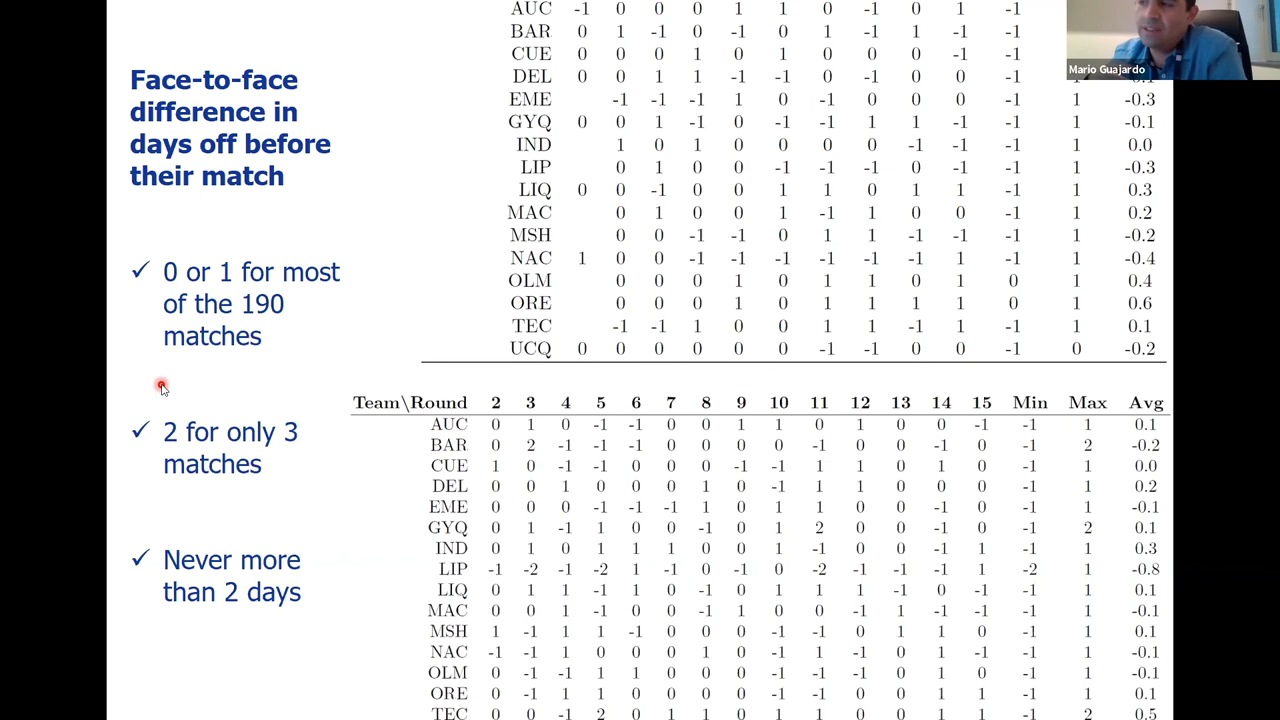 Face-to-face
difference in
days off before
their match
✓ 0 or 1 for most
of the 190
matches
✓ 2 for only 3
matches
✓ Never more
than 2 days
AUC -1 0 0 0 1 1 0 -1 0 1 -1
BAR 0 1 -1 0 -1 0 1 -1 1 -1 -1
CUE 0 0 0 1 0 1 0 0 0 -1 -1
DEL 0 0 1 1 -1 -1 0 -1 0 0 -1 1 -0.1
EME -1 -1 -1 1 0 -1 0 0 0 -1 1 -0.3
GYQ 0 0 1 -1 0 -1 -1 1 1 -1 -1 1 -0.1
IND 1 0 1 0 0 0 0 -1 -1 -1 1 0.0
LIP 0 1 0 0 -1 -1 -1 0 -1 -1 1 -0.3
LIQ 0 0 -1 0 0 1 1 0 1 1 -1 1 0.3
MAC 0 1 0 0 1 -1 1 0 0 -1 1 0.2
MSH 0 0 -1 -1 0 1 1 -1 -1 -1 1 -0.2
NAC 1 0 0 -1 -1 -1 -1 -1 -1 1 -1 1 -0.4
OLM 0 0 0 1 0 1 1 0 1 0 1 0.4
ORE 0 0 0 1 0 1 1 1 1 0 1 0.6
TEC -1 -1 1 0 0 1 1 -1 1 -1 1 0.1
UCQ 0 0 0 0 0 0 -1 -1 0 0 -1 0 -0.2
Team\Round 2 3 4 5 6 7 8 9 10 11 12 13 14 15 Min Max Avg
AUC 0 1 0 -1 -1 0 0 1 1 0 1 0 0 -1 -1 1 0.1
BAR 0 2 -1 -1 -1 0 0 0 0 -1 0 0 -1 0 -1 2 -0.2
CUE 1 0 -1 -1 0 0 0 -1 -1 1 1 0 1 0 -1 1 0.0
DEL 0 0 1 0 0 0 1 0 -1 1 1 0 0 0 -1 1 0.2
EME 0 0 0 -1 -1 -1 1 0 1 1 0 0 -1 0 -1 1 -0.1
GYQ 0 1 -1 1 0 0 -1 0 1 2 0 0 -1 0 -1 2 0.1
IND 0 1 0 1 1 1 0 0 1 -1 0 0 -1 1 -1 1 0.3
LIP -1 -2 -1 -2 1 -1 0 -1 0 -2 -1 -1 -1 1 -2 1 -0.8
LIQ 0 1 1 -1 1 0 -1 0 1 1 1 -1 0 -1 -1 1 0.1
MAC 0 0 1 -1 0 0 -1 1 0 0 -1 1 -1 -1 -1 1 -0.1
MSH 1 -1 1 1 -1 0 0 0 -1 -1 0 1 1 0 -1 1 0.1
NAC -1 -1 1 0 0 0 1 0 -1 1 -1 0 1 -1 -1 1 -0.1
OLM 0 -1 -1 1 1 0 0 0 -1 -1 -1 0 1 0 -1 1 -0.1
ORE 0 -1 1 1 0 0 0 0 -1 -1 0 0 1 1 -1 1 0.1
TEC 0 0 -1 2 0 1 1 0 1 1 0 0 1 1 -1 2 0.5
Mario Guajardo